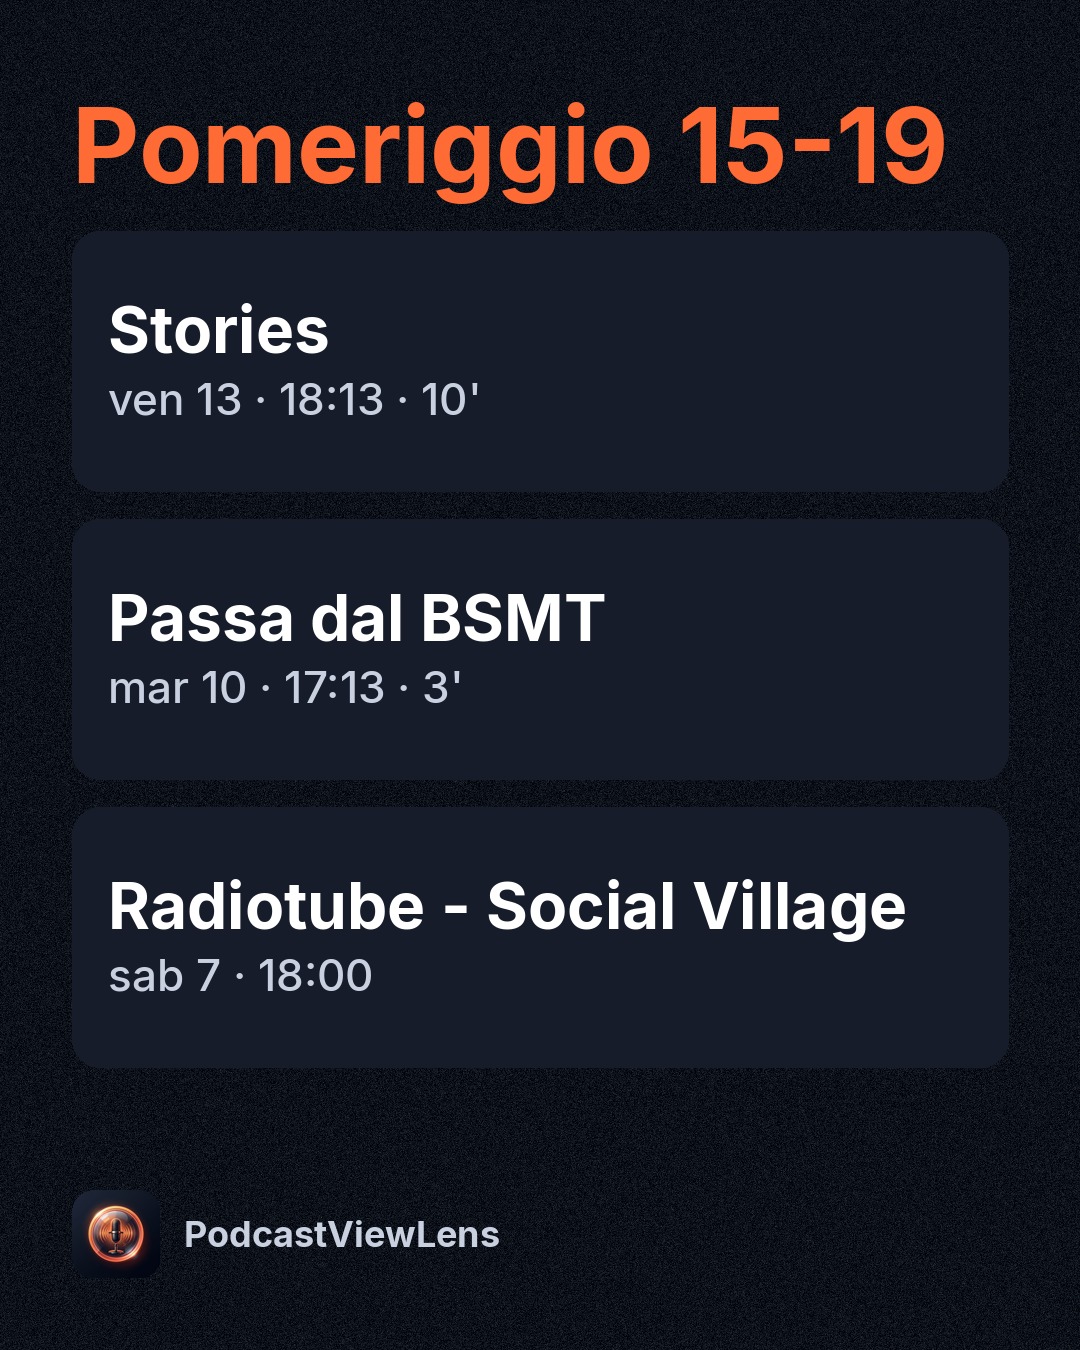 Pomeriggio 15-19
Stories
ven 13 · 18:13 · 10'
Passa dal BSMT
mar 10 · 17:13 · 3'
Radiotube - Social Village
sab 7 · 18:00
PodcastViewLens